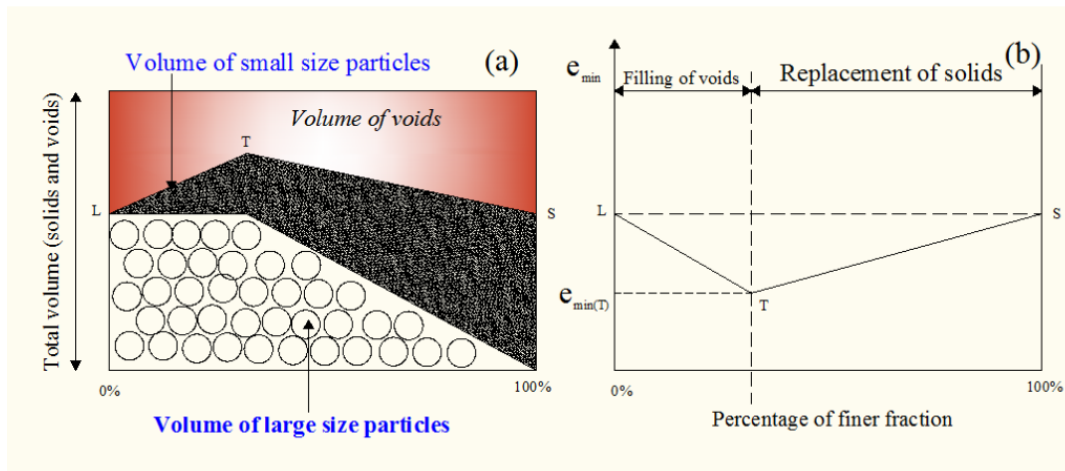 Volume of small size particles
(a)
Volume of voids
T
Total volume (solids and voids)
L
S
0%
100%
Volume of large size particles
(b)
e min
Filling of voids
Replacement of solids
L
S
e min(T)
T
0%
100%
Percentage of finer fraction